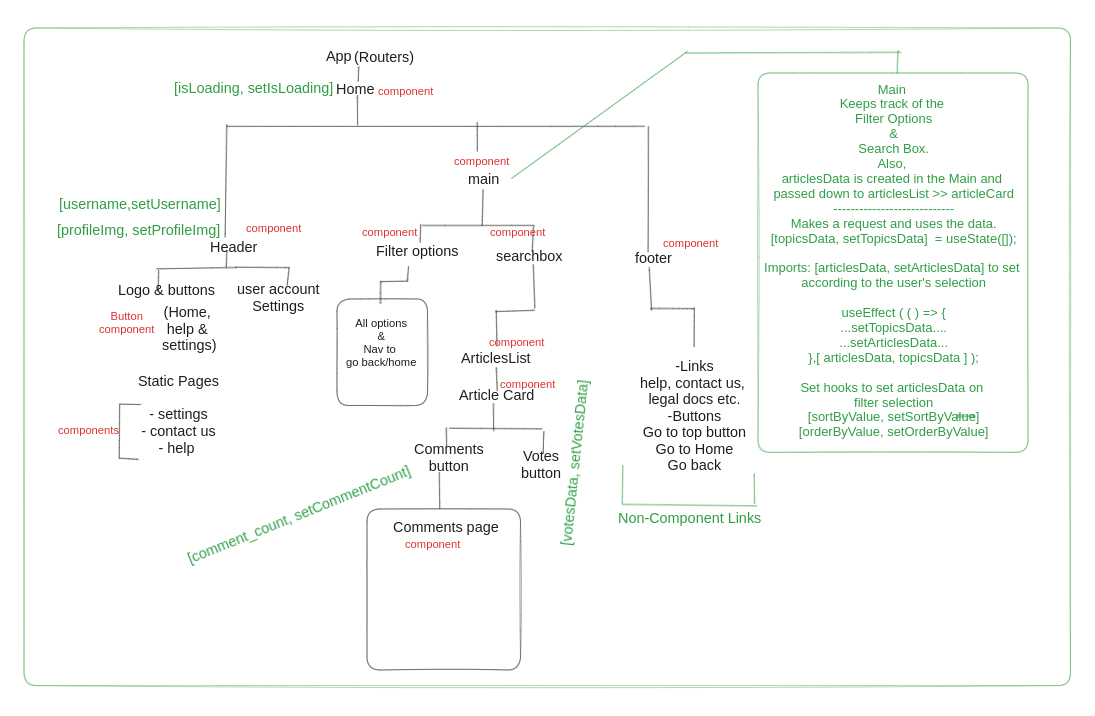 App (Routers)
[isLoading, setIsLoading] Home component
component
main
[username,setUsername]
[profileImg, setProfileImg]
component
Header
Logo & buttons
user account
Settings
Button
component
(Home,
help &
settings)
Static Pages
components
- settings
- contact us
- help
component
Filter options
All options
&
Nav to
go back/home
component
searchbox
component
ArticlesList
component
Article Card
Comments
button
Votes
button
[comment_count, setCommentCount]
[votesData, setVotesData]
Comments page
component
component
footer
-Links
help, contact us,
legal docs etc.
-Buttons
Go to top button
Go to Home
Go back
Non-Component Links
Main
Keeps track of the
Filter Options
&
Search Box.
Also,
articlesData is created in the Main and
passed down to articlesList >> articleCard
----------------------------
Makes a request and uses the data.
[topicsData, setTopicsData]  = useState([]);
Imports: [articlesData, setArticlesData] to set
according to the user's selection
useEffect ( ( ) => {
...setTopicsData....
...setArticlesData...
},[ articlesData, topicsData ] );
Set hooks to set articlesData on
filter selection
[sortByValue, setSortByValue]
[orderByValue, setOrderByValue]